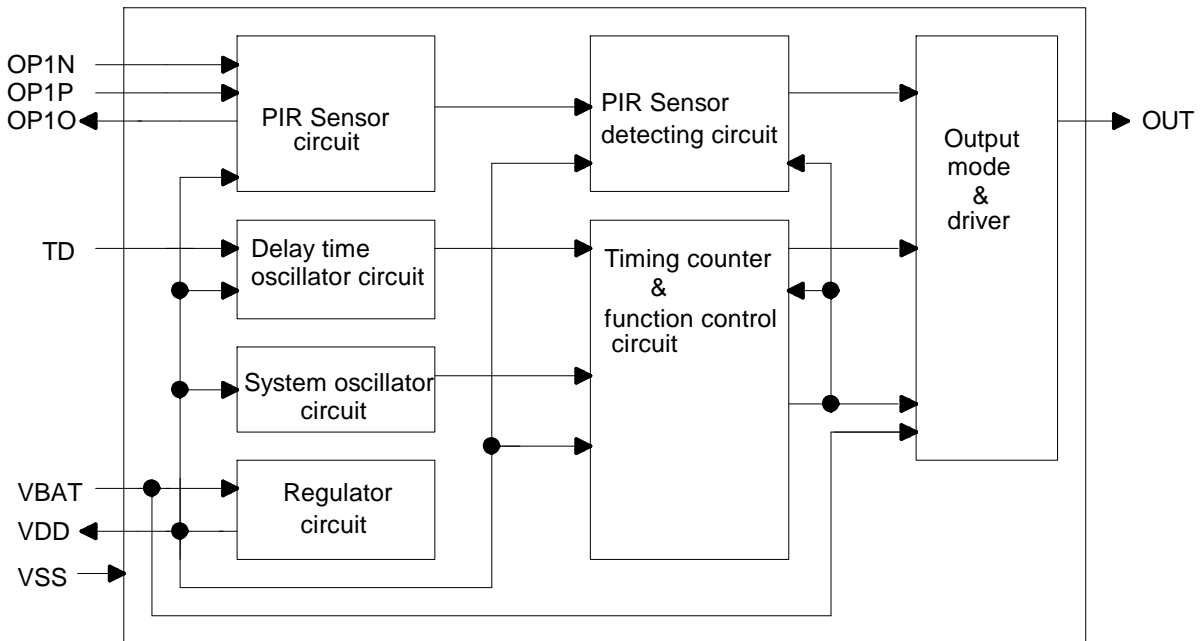 OP1N
OP1P
OP1O
TD
VBAT
VDD
VSS
PIR Sensor
circuit
Delay time
oscillator circuit
System oscillator
circuit
Regulator
circuit
PIR Sensor
detecting circuit
Timing counter
&
function control
circuit
Output
mode
&
driver
OUT